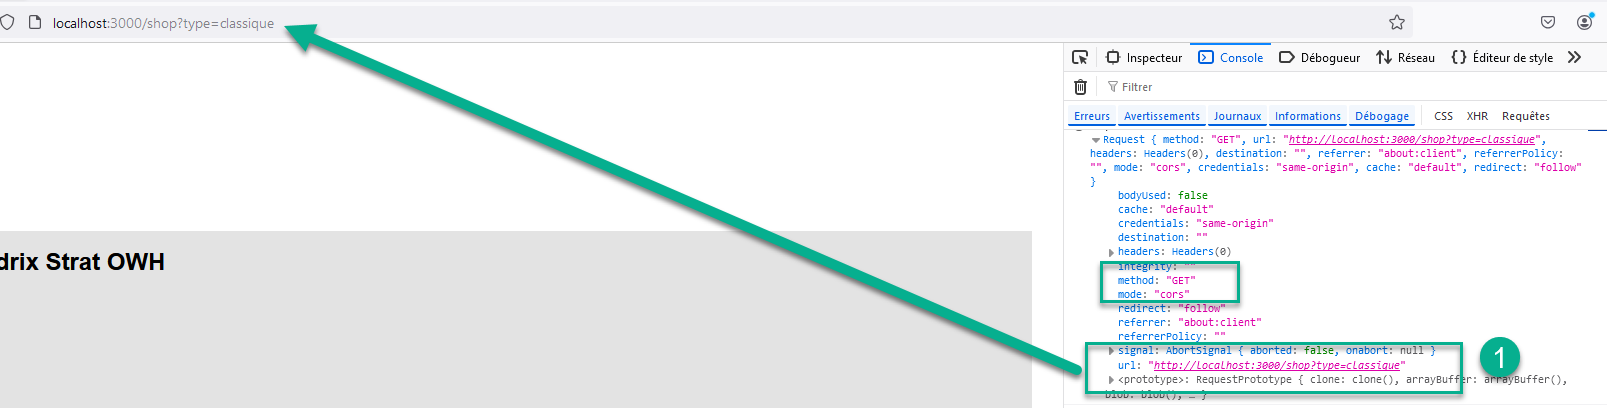 localhost:3000/shop?type=classique
Inspecteur Console Débogueur Réseau Éditeur de style
Filtrer
Erreurs Avertissements Journaux Informations Débogage CSS XHR Requêtes
Request { method: "GET", url: "http://localhost:3000/shop?type=classique",
headers: Headers(0), destination: "", referrer: "about:client", referrerPolicy:
"", mode: "cors", credentials: "same-origin", cache: "default", redirect: "follow"
}
bodyUsed: false
cache: "default"
credentials: "same-origin"
destination: ""
headers: Headers(0)
integrity: ""
method: "GET"
mode: "cors"
redirect: "follow"
referrer: "about:client"
referrerPolicy: ""
signal: AbortSignal { aborted: false, onabort: null }
url: "http://localhost:3000/shop?type=classique"
<prototype>: RequestPrototype { clone: clone(), arrayBuffer: arrayBuffer(),
blob: blob(), … }
1
drix Strat OWH